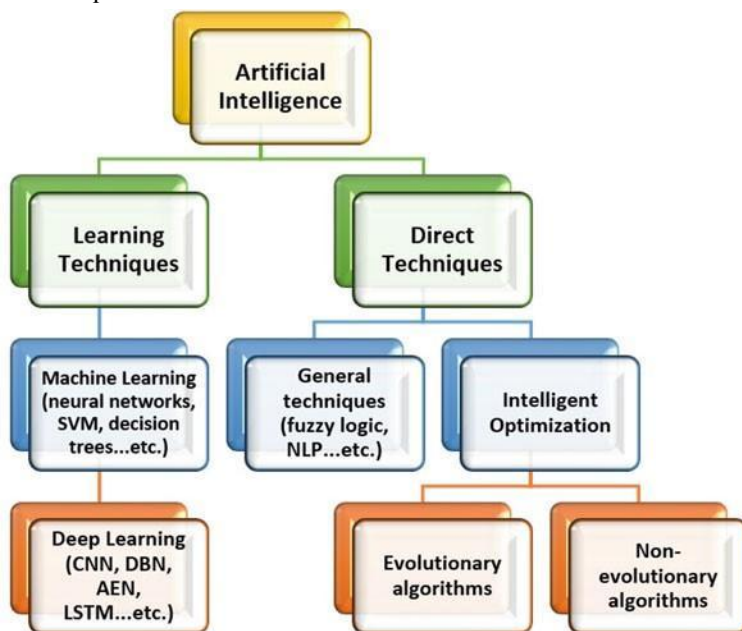 Artificial
Intelligence
Learning
Techniques
Direct
Techniques
Machine Learning
(neural networks,
SVM, decision
trees...etc.)
General
techniques
(fuzzy logic,
NLP...etc.)
Intelligent
Optimization
Deep Learning
(CNN, DBN,
AEN,
LSTM...etc.)
Evolutionary
algorithms
Non-
evolutionary
algorithms